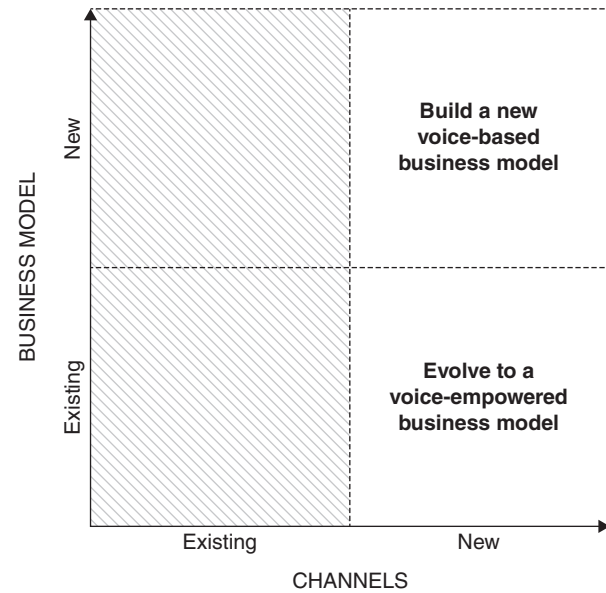 BUSINESS MODEL
New
Existing
Build a new
voice-based
business model
Evolve to a
voice-empowered
business model
Existing
New
CHANNELS